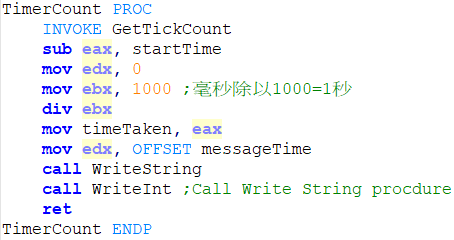 TimerCount PROC
INVOKE GetTickCount
sub eax, startTime
mov edx, 0
mov ebx, 1000 ;毫秒除以1000=1秒
div ebx
mov timeTaken, eax
mov edx, OFFSET messageTime
call WriteString
call WriteInt ;Call Write String procdure
ret
TimerCount ENDP